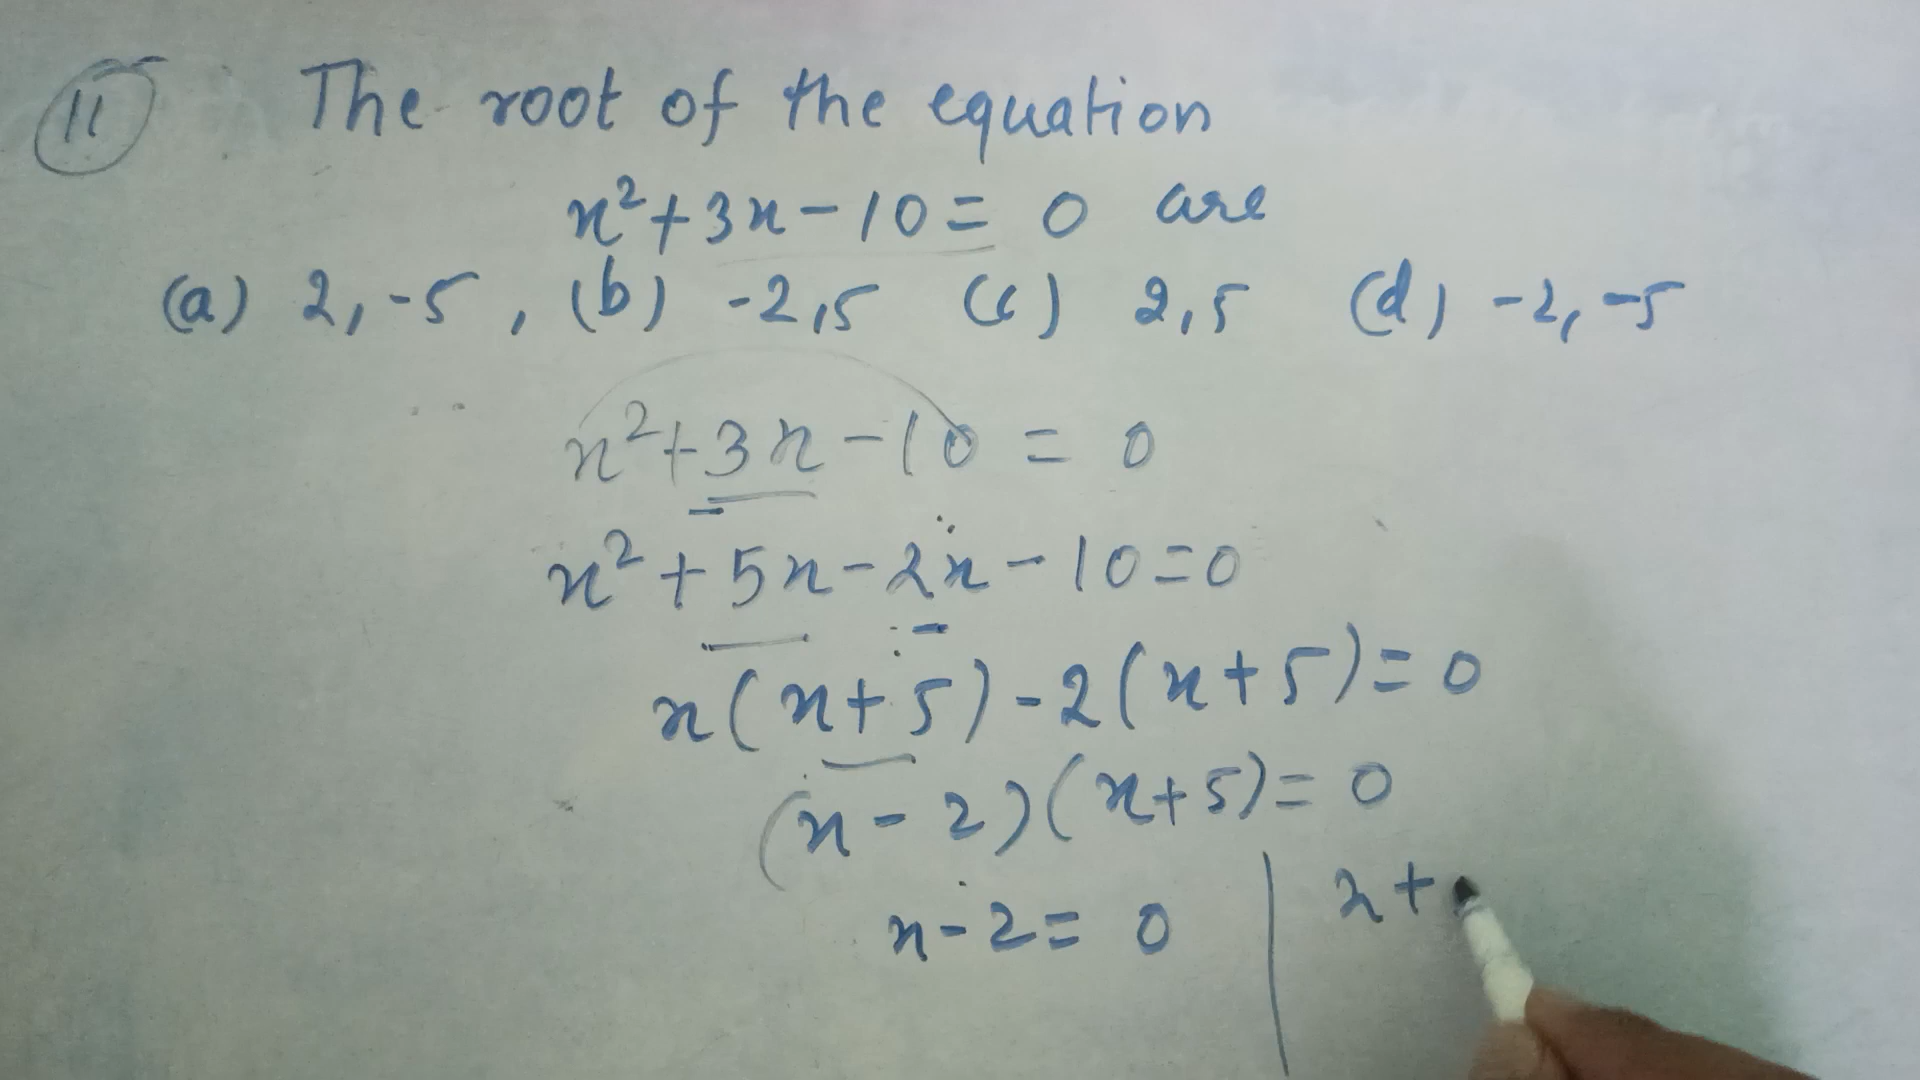 11 The root of the equation
x²+3x-10= 0 are
(a) 2,-5 , (b) -2,5 (c) 2,5 (d) -2,-5
x²+3x-10 = 0
x²+5x-2x-10=0
x(x+5)-2(x+5)=0
(x-2)(x+5)=0
x-2= 0 | x+